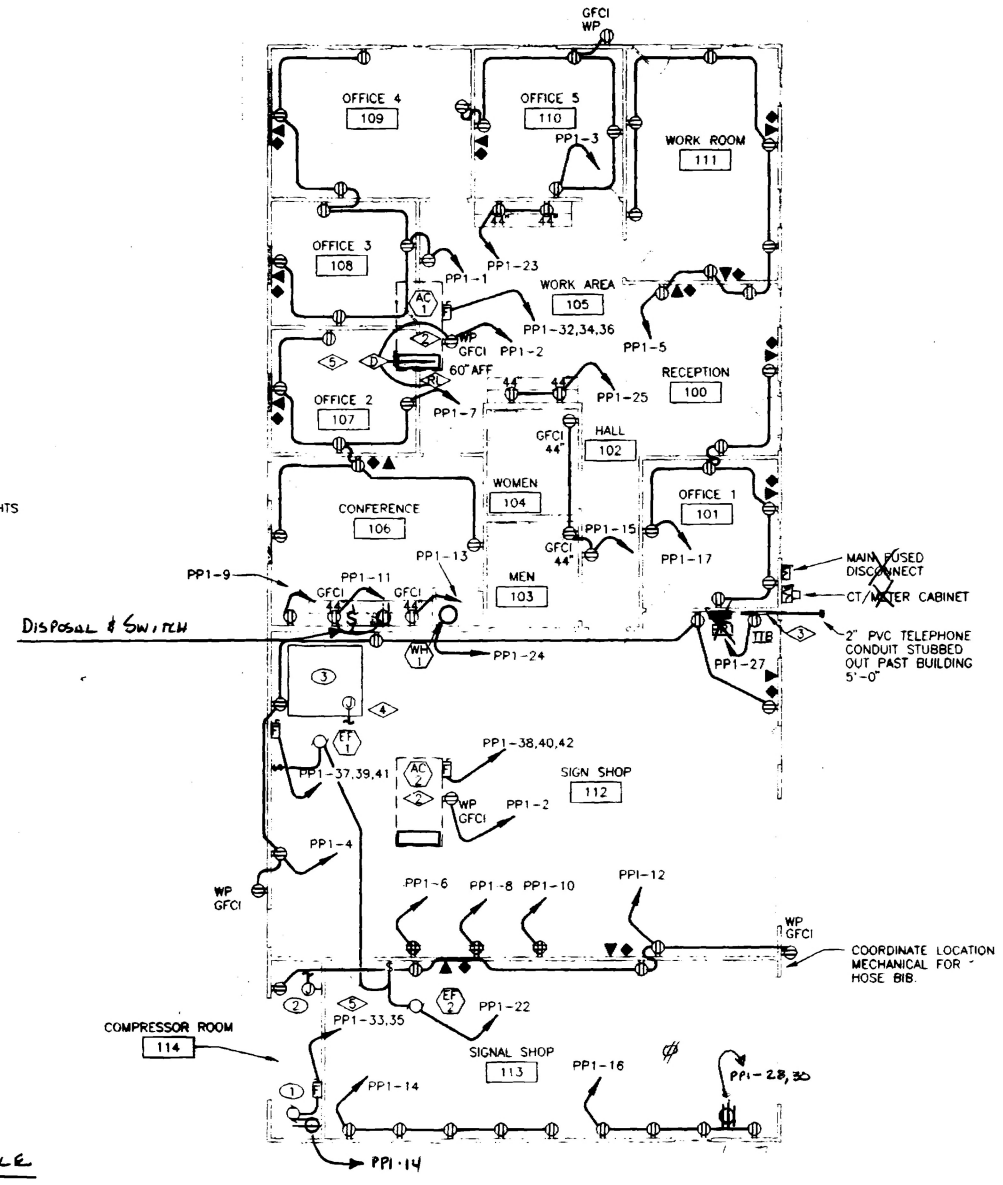 GFCI
WP
OFFICE 4
109
OFFICE 5
110
PP1-3
WORK ROOM
111
44"
44"
PP1-23
OFFICE 3
108
PP1-1
WORK AREA
105
AC
1
F
PP1-32,34,36
PP1-5
2
WP
GFCI
PP1-2
60" AFF
5
D
RL
OFFICE 2
107
PP1-7
44"
44"
PP1-25
RECEPTION
100
GFCI
44"
HALL
102
WOMEN
104
CONFERENCE
106
OFFICE 1
101
HTS
PP1-13
GFCI
44"
PP1-15
PP1-17
MEN
103
PP1-9
PP1-11
GFCI
44"
GFCI
44"
S
MAIN FUSED
DISCONNECT
CT/METER CABINET
DISPOSAL & SWITCH
WH
1
PP1-24
TTB
3
PP1-27
2" PVC TELEPHONE
CONDUIT STUBBED
OUT PAST BUILDING
5'-0"
3
J
4
F
EF
1
PP1-37,39,41
AC
2
F
PP1-38,40,42
SIGN SHOP
112
2
WP
GFCI
PP1-2
PP1-4
WP
GFCI
PP1-6
PP1-8
PP1-10
PP1-12
WP
GFCI
COORDINATE LOCATION
MECHANICAL FOR
HOSE BIB.
J
2
S
5
EF
2
PP1-22
PP1-33,35
COMPRESSOR ROOM
114
SIGNAL SHOP
113
F
1
PP1-14
PP1-16
PP1-28,30
PP1-14
LE